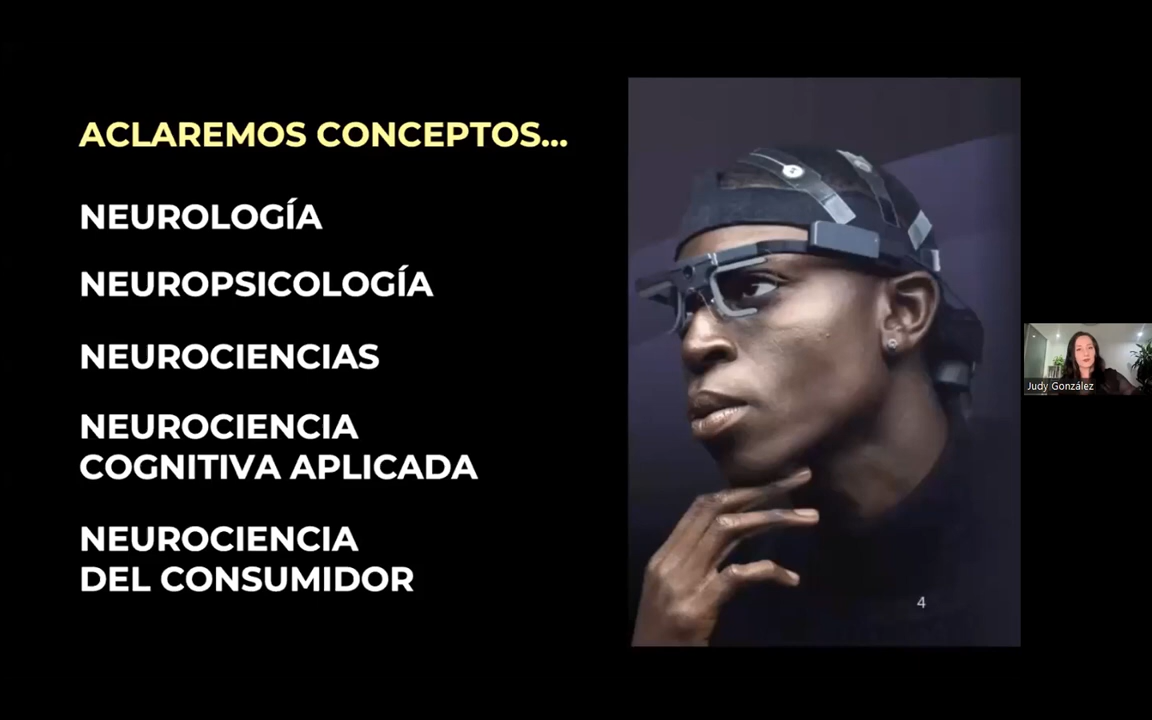 ACLAREMOS CONCEPTOS...
NEUROLOGÍA
NEUROPSICOLOGÍA
NEUROCIENCIAS
NEUROCIENCIA
COGNITIVA APLICADA
NEUROCIENCIA
DEL CONSUMIDOR
4
Judy González